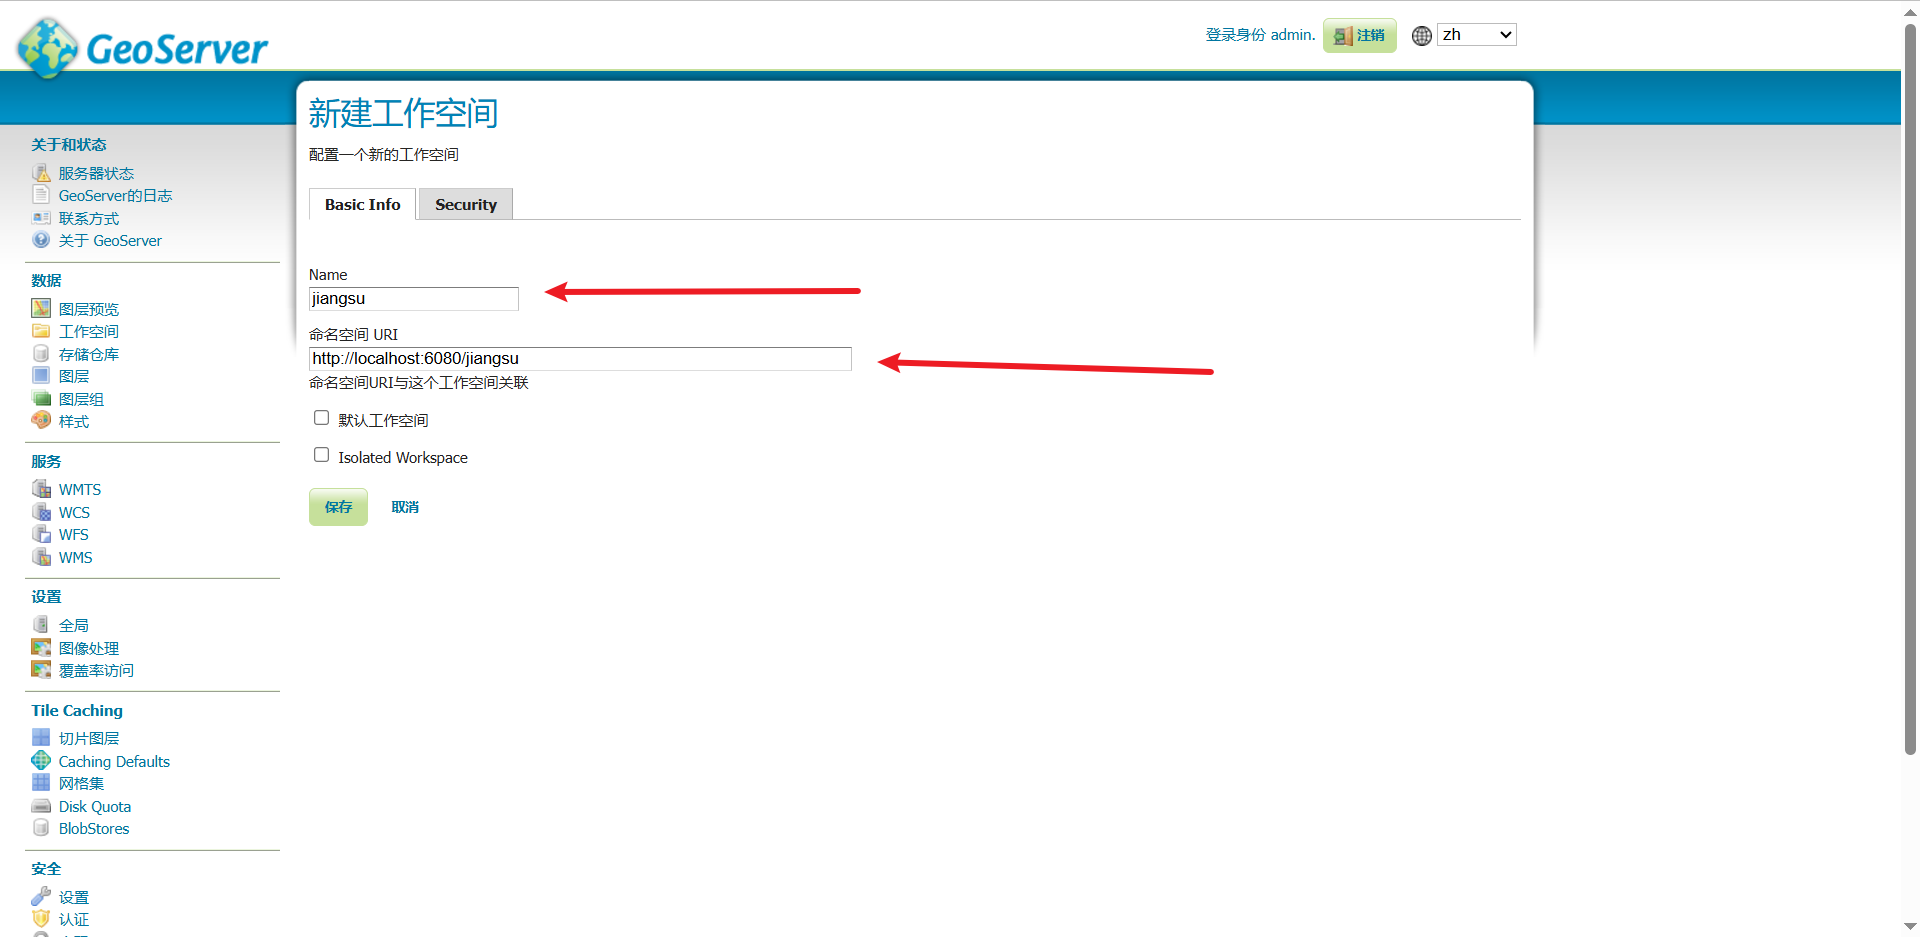 GeoServer
登录身份 admin.
注销
zh
新建工作空间
配置一个新的工作空间
Basic Info
Security
Name
jiangsu
命名空间 URI
http://localhost:6080/jiangsu
命名空间URI与这个工作空间关联
默认工作空间
Isolated Workspace
保存
取消
关于和状态
服务器状态
GeoServer的日志
联系方式
关于 GeoServer
数据
图层预览
工作空间
存储仓库
图层
图层组
样式
服务
WMTS
WCS
WFS
WMS
设置
全局
图像处理
覆盖率访问
Tile Caching
切片图层
Caching Defaults
网格集
Disk Quota
BlobStores
安全
设置
认证